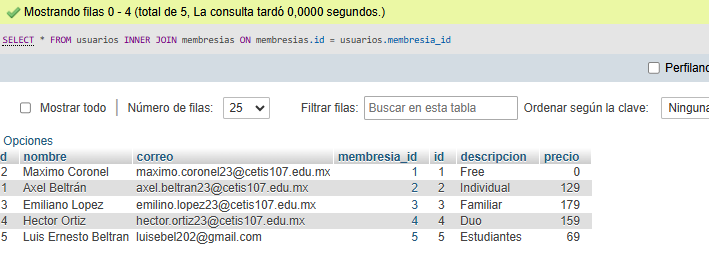 Mostrando filas 0 - 4 (total de 5, La consulta tardó 0,0000 segundos.)
SELECT * FROM usuarios INNER JOIN membresias ON membresias.id = usuarios.membresia_id
Perfiland
Mostrar todo Número de filas: 25 Filtrar filas: Buscar en esta tabla Ordenar según la clave: Ninguna
Opciones
d nombre correo membresia_id id descripcion precio
2 Maximo Coronel maximo.coronel23@cetis107.edu.mx 1 1 Free 0
1 Axel Beltrán axel.beltran23@cetis107.edu.mx 2 2 Individual 129
3 Emiliano Lopez emilino.lopez23@cetis107.edu.mx 3 3 Familiar 179
4 Hector Ortiz hector.ortiz23@cetis107.edu.mx 4 4 Duo 159
5 Luis Ernesto Beltran luisebel202@gmail.com 5 5 Estudiantes 69